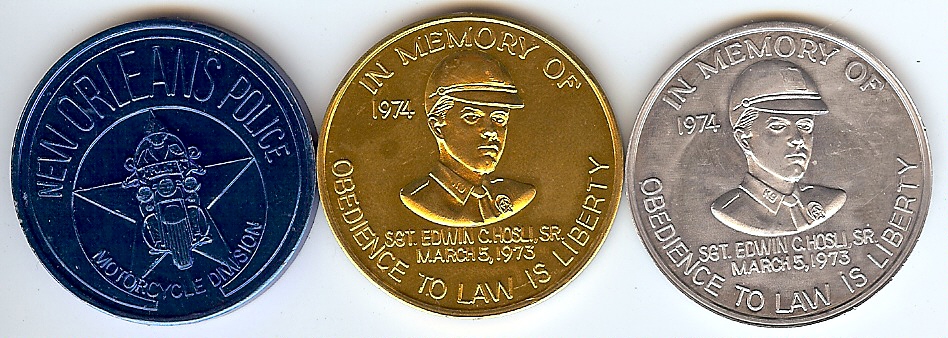 NEW ORLEANS POLICE
MOTORCYCLE DIVISION
IN MEMORY OF
1974
SGT. EDWIN C. HOSLI, SR.
MARCH 5, 1973
OBEDIENCE TO LAW IS LIBERTY
IN MEMORY OF
1974
SGT. EDWIN C. HOSLI, SR.
MARCH 5, 1973
OBEDIENCE TO LAW IS LIBERTY